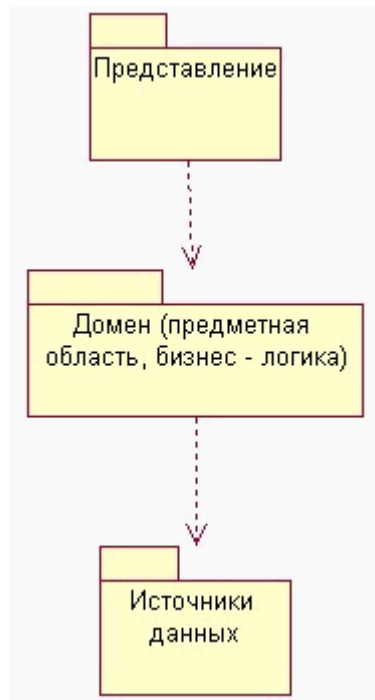 Представление
Домен (предметная
область, бизнес - логика)
Источники
данных